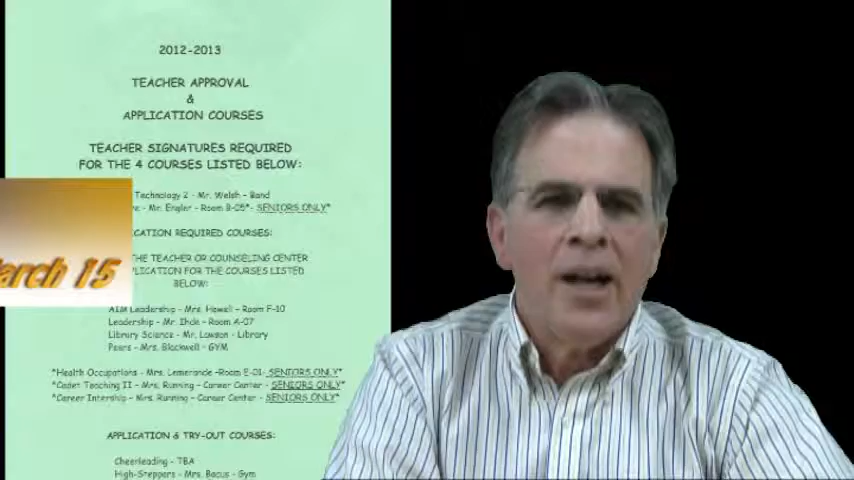 2012-2013
TEACHER APPROVAL
&
APPLICATION COURSES
TEACHER SIGNATURES REQUIRED
FOR THE 4 COURSES LISTED BELOW:
Technology 2 - Mr. Welsh - Band
- Mr. Engler - Room B-05*- SENIORS ONLY*
CATION REQUIRED COURSES:
THE TEACHER OR COUNSELING CENTER
PLICATION FOR THE COURSES LISTED
BELOW:
arch 15
AIM Leadership - Mrs. Howell - Room F-10
Leadership - Mr. Ihde - Room A-07
Library Science - Mr. Lawson - Library
Peers - Mrs. Blackwell - GYM
*Health Occupations - Mrs. Lemerande -Room E-01- SENIORS ONLY*
*Cadet Teaching II - Mrs. Running - Career Center - SENIORS ONLY*
*Career Intership - Mrs. Running - Career Center - SENIORS ONLY*
APPLICATION & TRY-OUT COURSES:
Cheerleading - TBA
High-Steppers - Mrs. Bacus - Gym